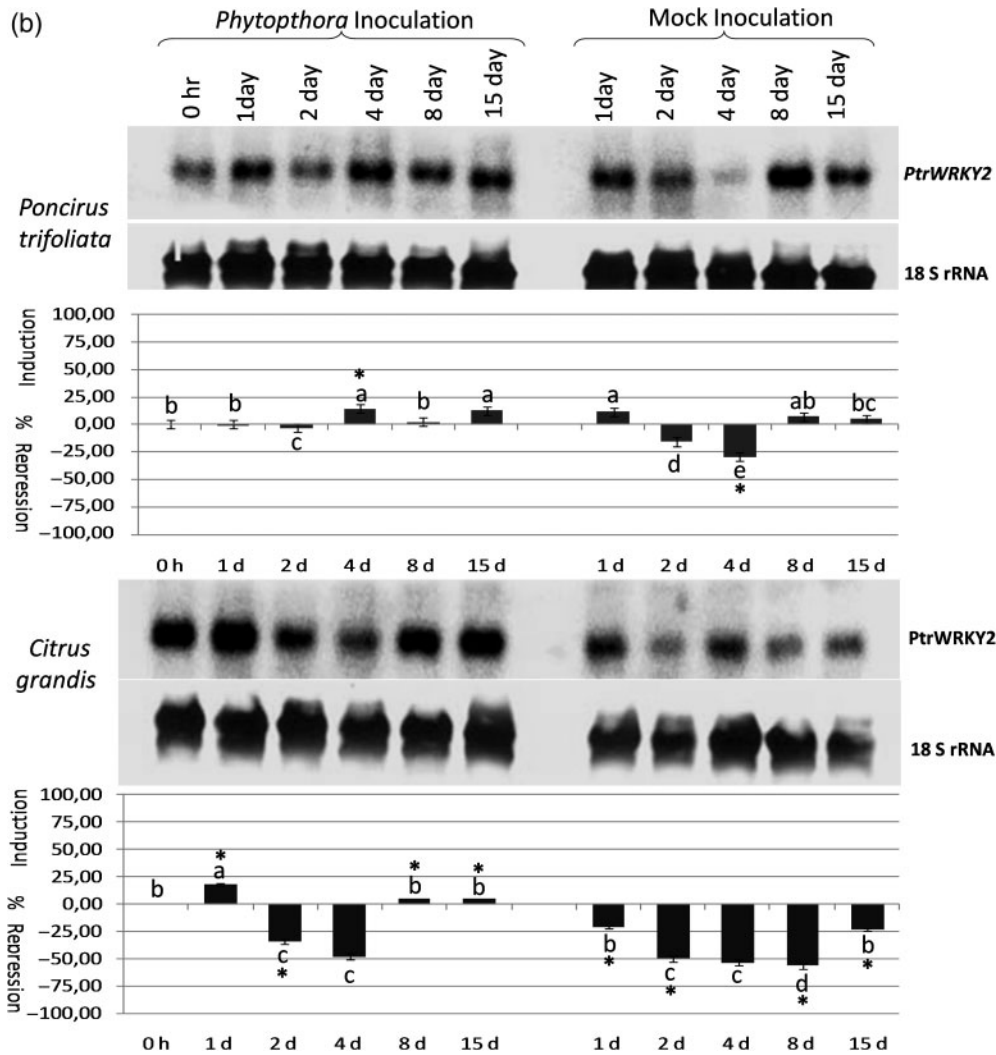 (b)
Phytopthora Inoculation
Mock Inoculation
0 hr 1day 2 day 4 day 8 day 15 day 1day 2 day 4 day 8 day 15 day
Poncirus trifoliata
PtrWRKY2
18 S rRNA
% Repression Induction
100,00
75,00
50,00
25,00
0,00
−25,00
−50,00
−75,00
−100,00
b b c * a b a a d e * ab bc
0 h 1 d 2 d 4 d 8 d 15 d 1 d 2 d 4 d 8 d 15 d
Citrus grandis
PtrWRKY2
18 S rRNA
% Repression Induction
100,00
75,00
50,00
25,00
0,00
−25,00
−50,00
−75,00
−100,00
b * a c * c * b * b b * c * c d * b *
0 h 1 d 2 d 4 d 8 d 15 d 1 d 2 d 4 d 8 d 15 d